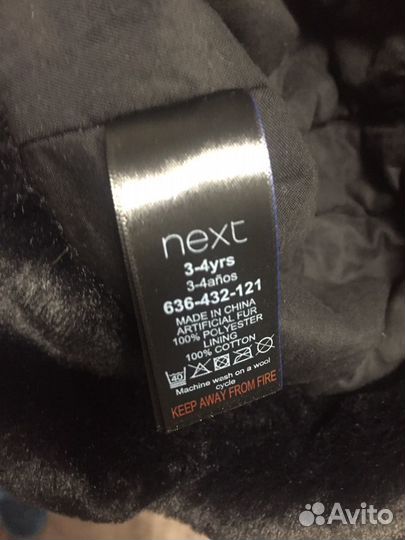 next
3-4yrs
3-4años
636-432-121
MADE IN CHINA
ARTIFICIAL FUR
100% POLYESTER
LINING
100% COTTON
40
Machine wash on a wool
cycle
KEEP AWAY FROM FIRE
Avito